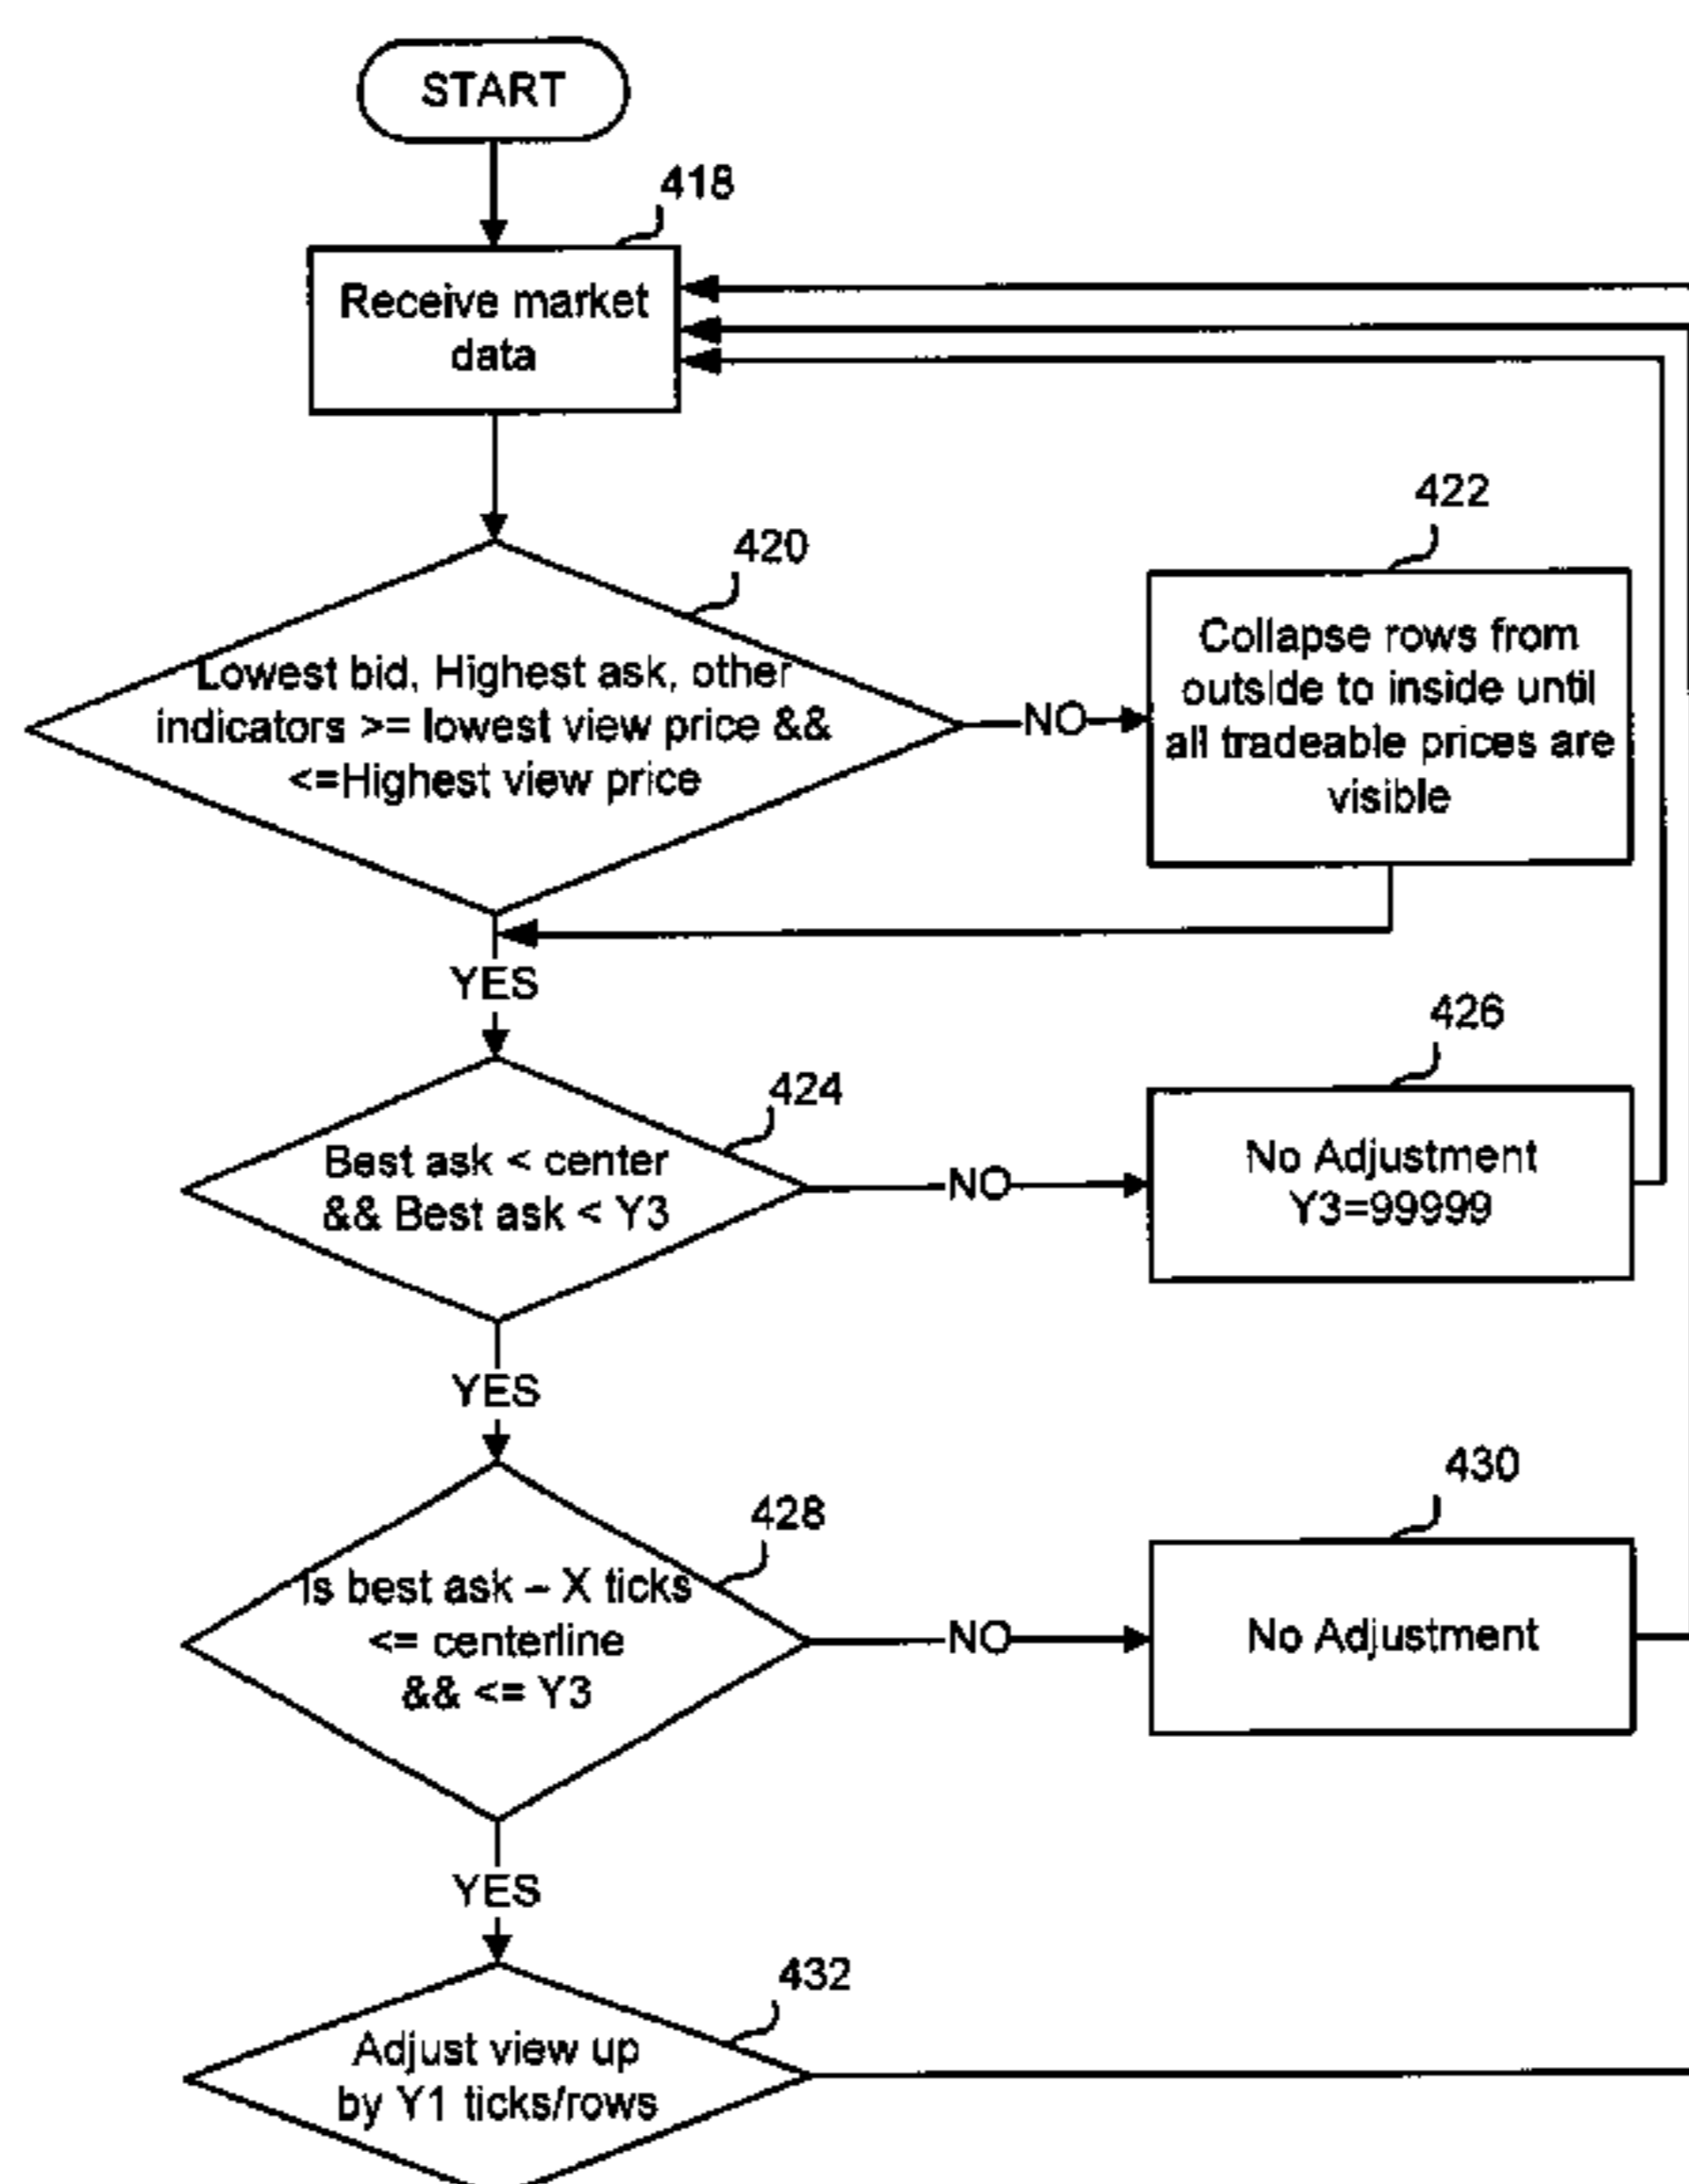 START
418
Receive market
data
420
Lowest bid, Highest ask, other
indicators >= lowest view price &&
<=Highest view price
NO
422
Collapse rows from
outside to inside until
all tradeable prices are
visible
YES
424
Best ask < center
&& Best ask < Y3
NO
426
No Adjustment
Y3=99999
YES
428
Is best ask – X ticks
<= centerline
&& <= Y3
NO
430
No Adjustment
YES
432
Adjust view up
by Y1 ticks/rows